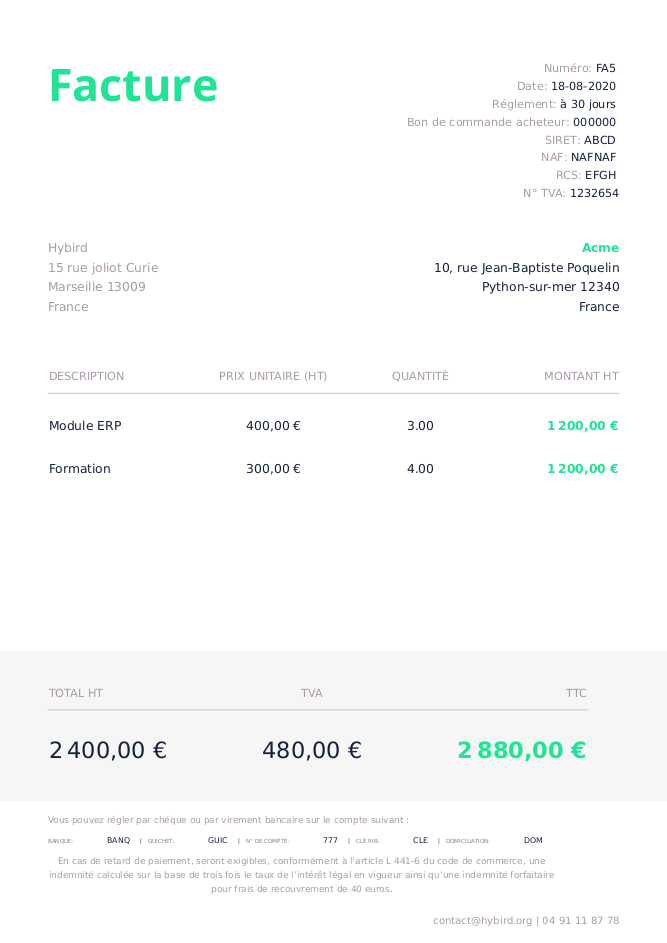 Facture
Numéro: FA5
Date: 18-08-2020
Réglement: à 30 jours
Bon de commande acheteur: 000000
SIRET: ABCD
NAF: NAFNAF
RCS: EFGH
N° TVA: 1232654
Hybird
15 rue joliot Curie
Marseille 13009
France
Acme
10, rue Jean-Baptiste Poquelin
Python-sur-mer 12340
France
DESCRIPTION PRIX UNITAIRE (HT) QUANTITÉ MONTANT HT
Module ERP 400,00 € 3.00 1 200,00 €
Formation 300,00 € 4.00 1 200,00 €
TOTAL HT TVA TTC
2 400,00 € 480,00 € 2 880,00 €
Vous pouvez régler par chéque ou par virement bancaire sur le compte suivant :
BANQUE: BANQ | GUICHET: GUIC | N° DE COMPTE: 777 | CLÉ RIB: CLE | DOMICILIATION: DOM
En cas de retard de paiement, seront exigibles, conformément à l'article L 441-6 du code de commerce, une
indemnité calculée sur la base de trois fois le taux de l'intérêt légal en vigueur ainsi qu'une indemnité forfaitaire
pour frais de recouvrement de 40 euros.
contact@hybird.org | 04 91 11 87 78